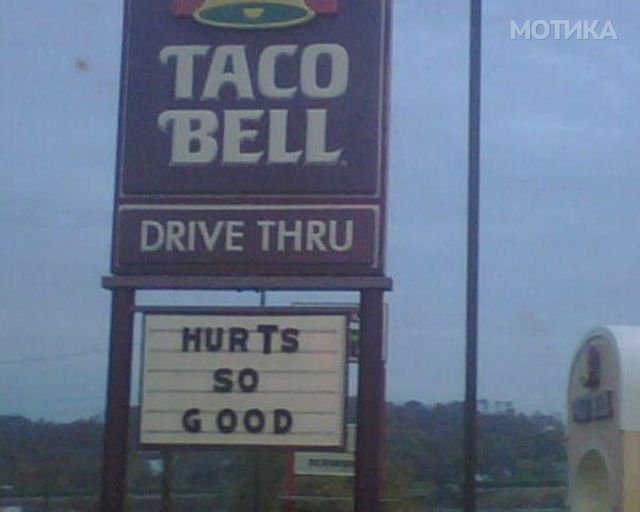 МОТИКА
TACO
BELL
DRIVE THRU
HURTS
SO
GOOD